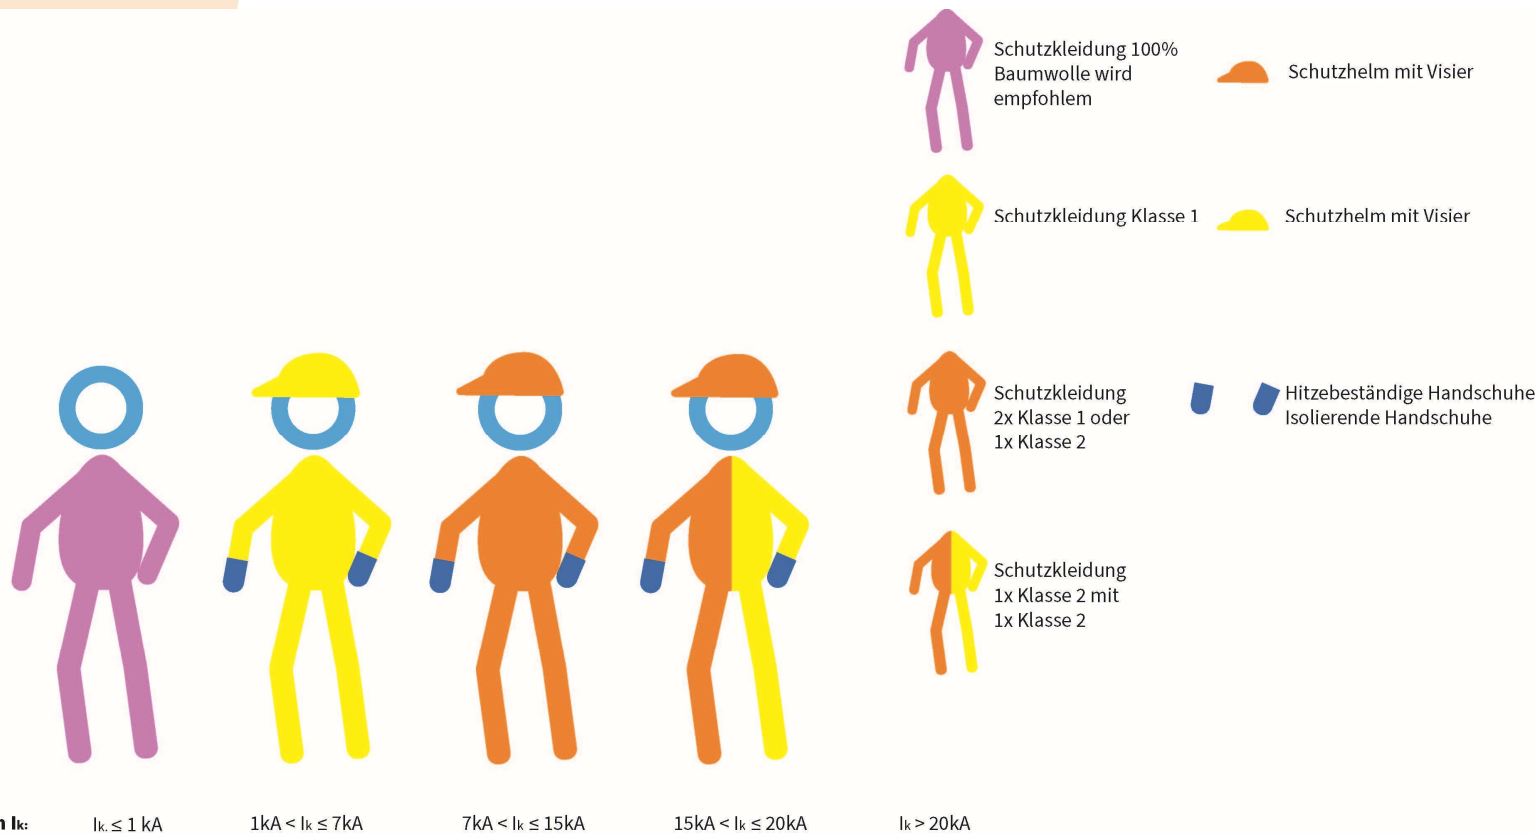 Schutzkleidung 100%
Baumwolle wird
empfohlem
Schutzhelm mit Visier
Schutzkleidung Klasse 1
Schutzhelm mit Visier
Schutzkleidung
2x Klasse 1 oder
1x Klasse 2
Hitzebeständige Handschuhe
Isolierende Handschuhe
Schutzkleidung
1x Klasse 2 mit
1x Klasse 2
n Ik:
Ik. ≤ 1 kA
1kA < Ik ≤ 7kA
7kA < Ik ≤ 15kA
15kA < Ik ≤ 20kA
Ik > 20kA